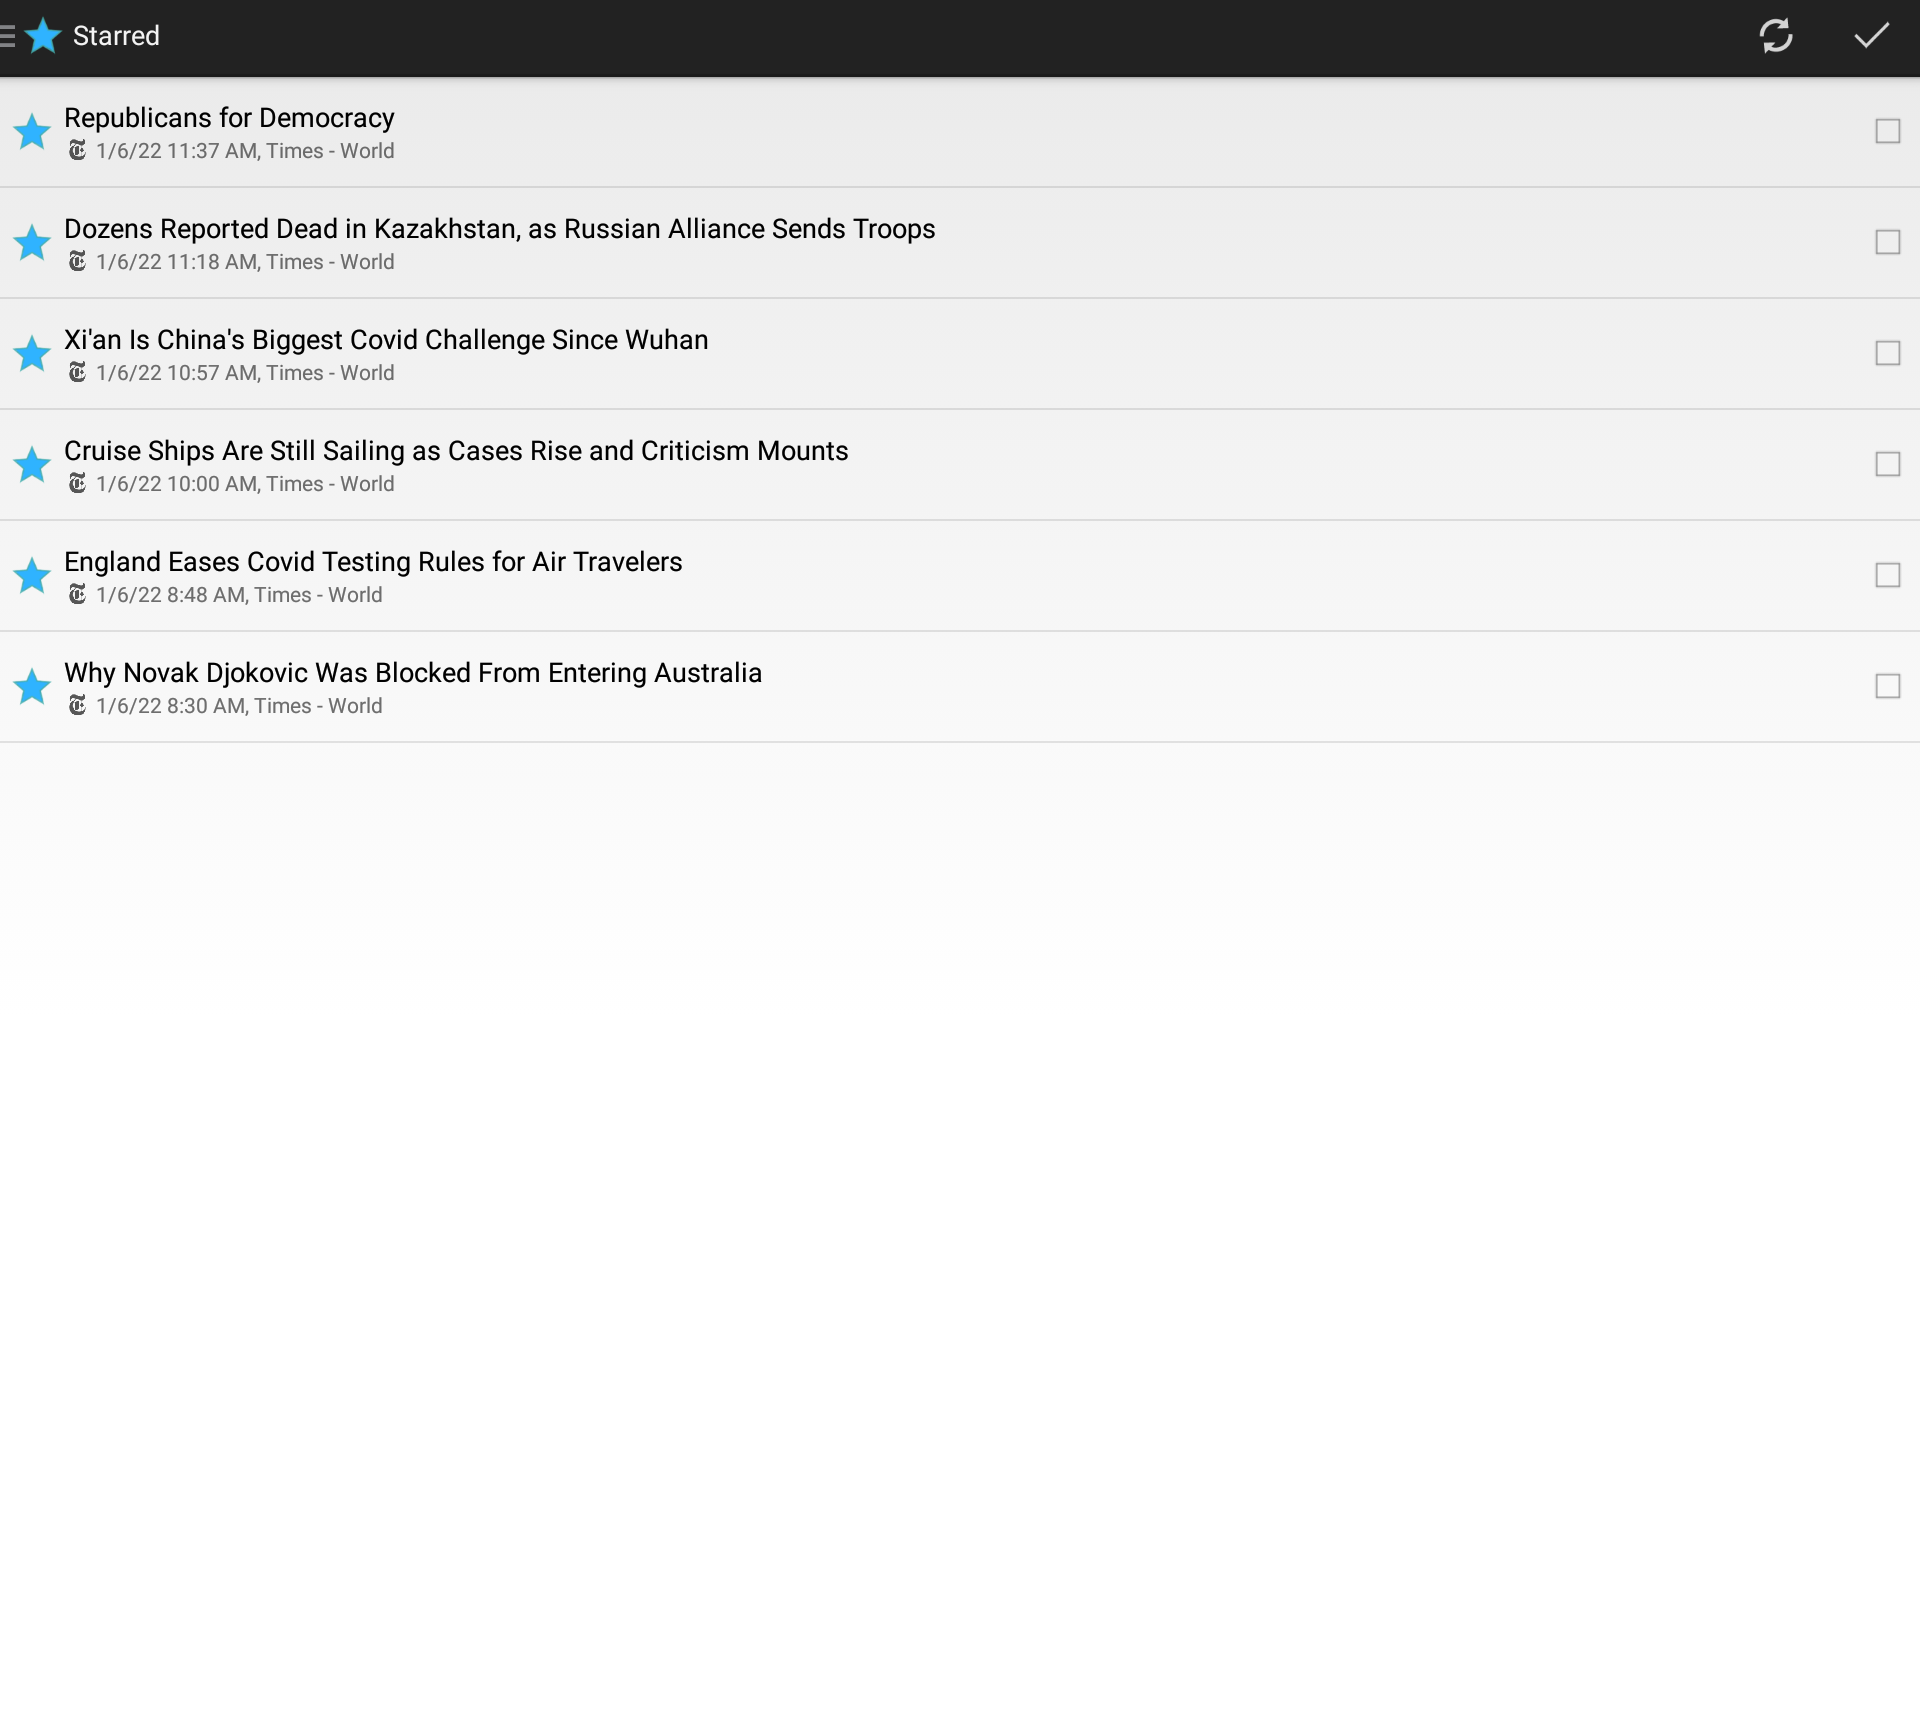 Starred
Republicans for Democracy
1/6/22 11:37 AM, Times - World
Dozens Reported Dead in Kazakhstan, as Russian Alliance Sends Troops
1/6/22 11:18 AM, Times - World
Xi'an Is China's Biggest Covid Challenge Since Wuhan
1/6/22 10:57 AM, Times - World
Cruise Ships Are Still Sailing as Cases Rise and Criticism Mounts
1/6/22 10:00 AM, Times - World
England Eases Covid Testing Rules for Air Travelers
1/6/22 8:48 AM, Times - World
Why Novak Djokovic Was Blocked From Entering Australia
1/6/22 8:30 AM, Times - World